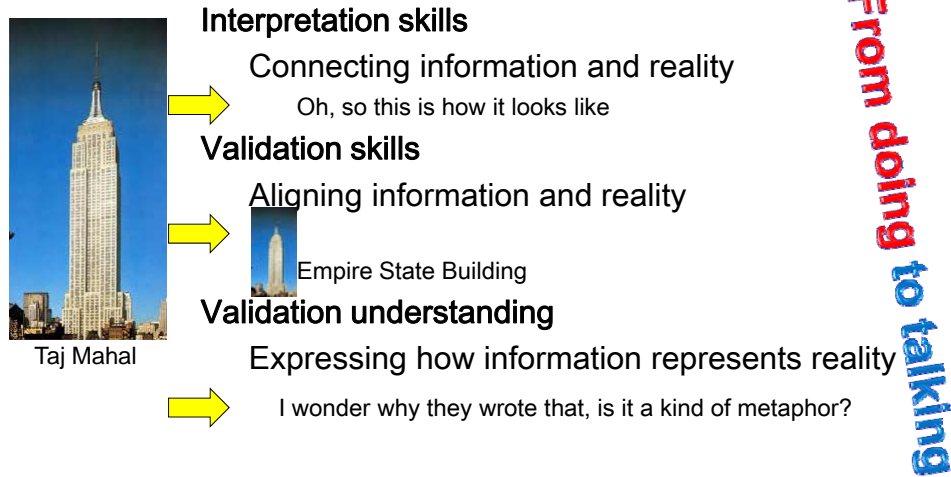 Interpretation skills
Connecting information and reality
Oh, so this is how it looks like
Validation skills
Aligning information and reality
Empire State Building
Validation understanding
Taj Mahal
Expressing how information represents reality
I wonder why they wrote that, is it a kind of metaphor?
From doing to talking